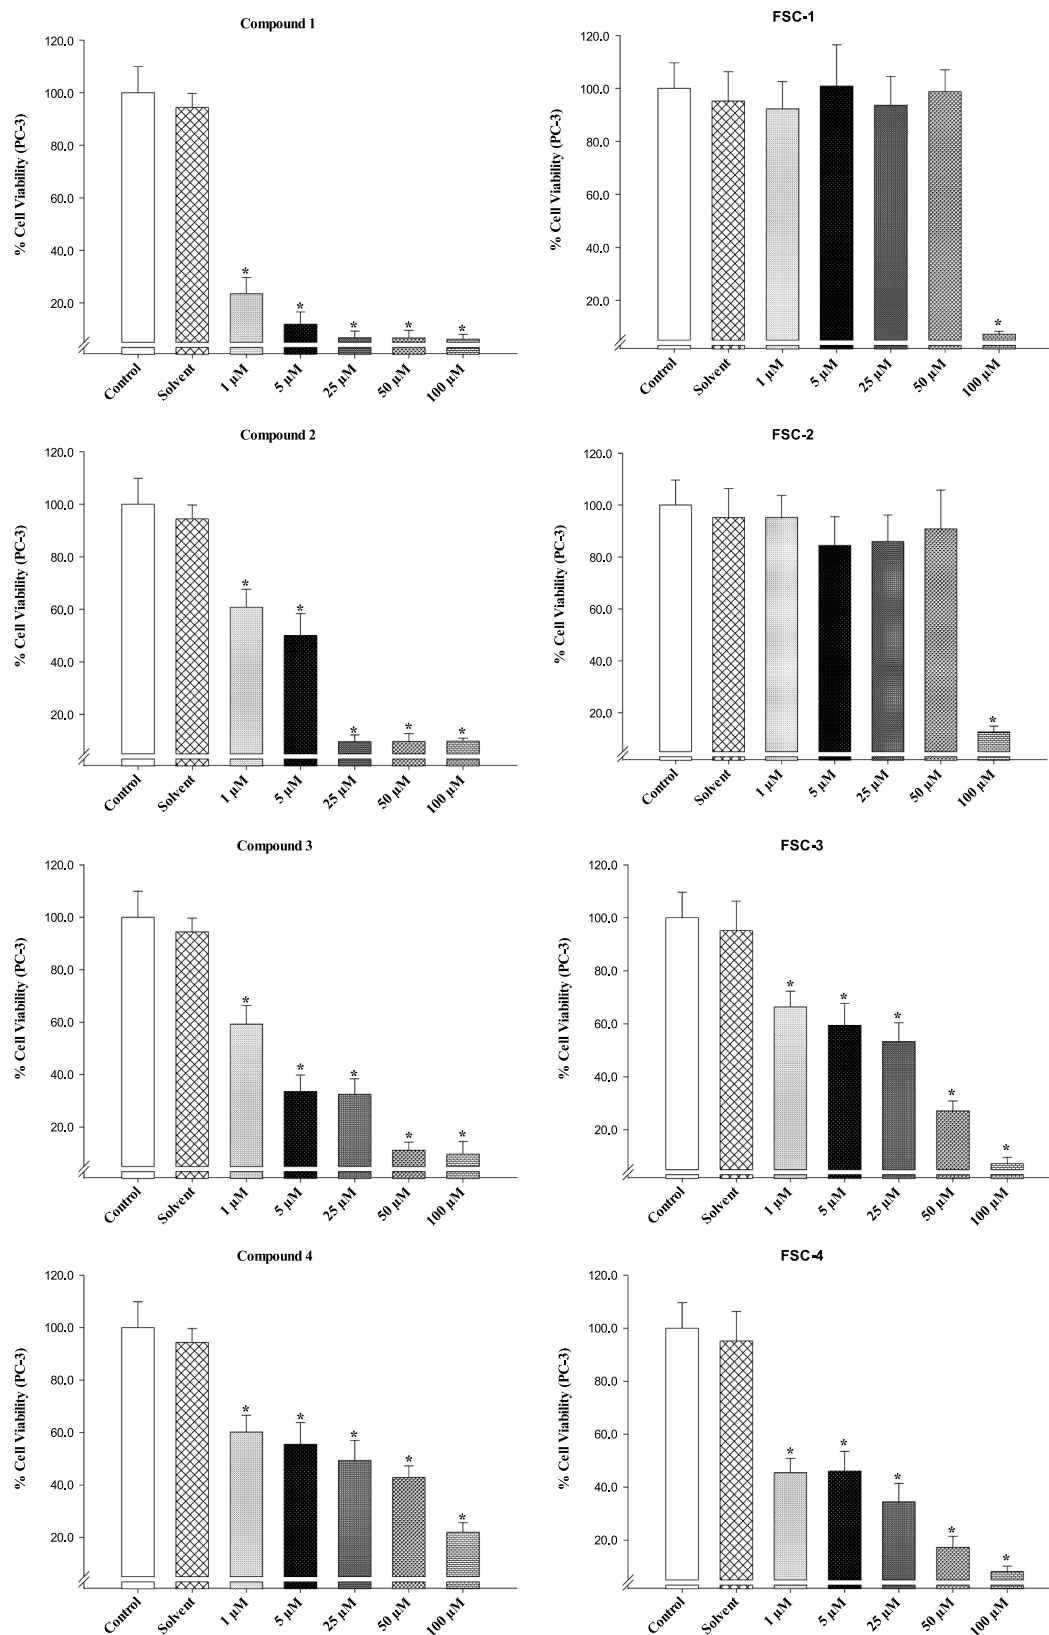 Compound 1
% Cell Viability (PC-3)
120.0
100.0
80.0
60.0
40.0
20.0
* * * * *
Control Solvent 1 µM 5 µM 25 µM 50 µM 100 µM
FSC-1
% Cell Viability (PC-3)
120.0
100.0
80.0
60.0
40.0
20.0
*
Control Solvent 1 µM 5 µM 25 µM 50 µM 100 µM
Compound 2
% Cell Viability (PC-3)
120.0
100.0
80.0
60.0
40.0
20.0
* * * * *
Control Solvent 1 µM 5 µM 25 µM 50 µM 100 µM
FSC-2
% Cell Viability (PC-3)
120.0
100.0
80.0
60.0
40.0
20.0
*
Control Solvent 1 µM 5 µM 25 µM 50 µM 100 µM
Compound 3
% Cell Viability (PC-3)
120.0
100.0
80.0
60.0
40.0
20.0
* * * * *
Control Solvent 1 µM 5 µM 25 µM 50 µM 100 µM
FSC-3
% Cell Viability (PC-3)
120.0
100.0
80.0
60.0
40.0
20.0
* * * * *
Control Solvent 1 µM 5 µM 25 µM 50 µM 100 µM
Compound 4
% Cell Viability (PC-3)
120.0
100.0
80.0
60.0
40.0
20.0
* * * * *
Control Solvent 1 µM 5 µM 25 µM 50 µM 100 µM
FSC-4
% Cell Viability (PC-3)
120.0
100.0
80.0
60.0
40.0
20.0
* * * * *
Control Solvent 1 µM 5 µM 25 µM 50 µM 100 µM